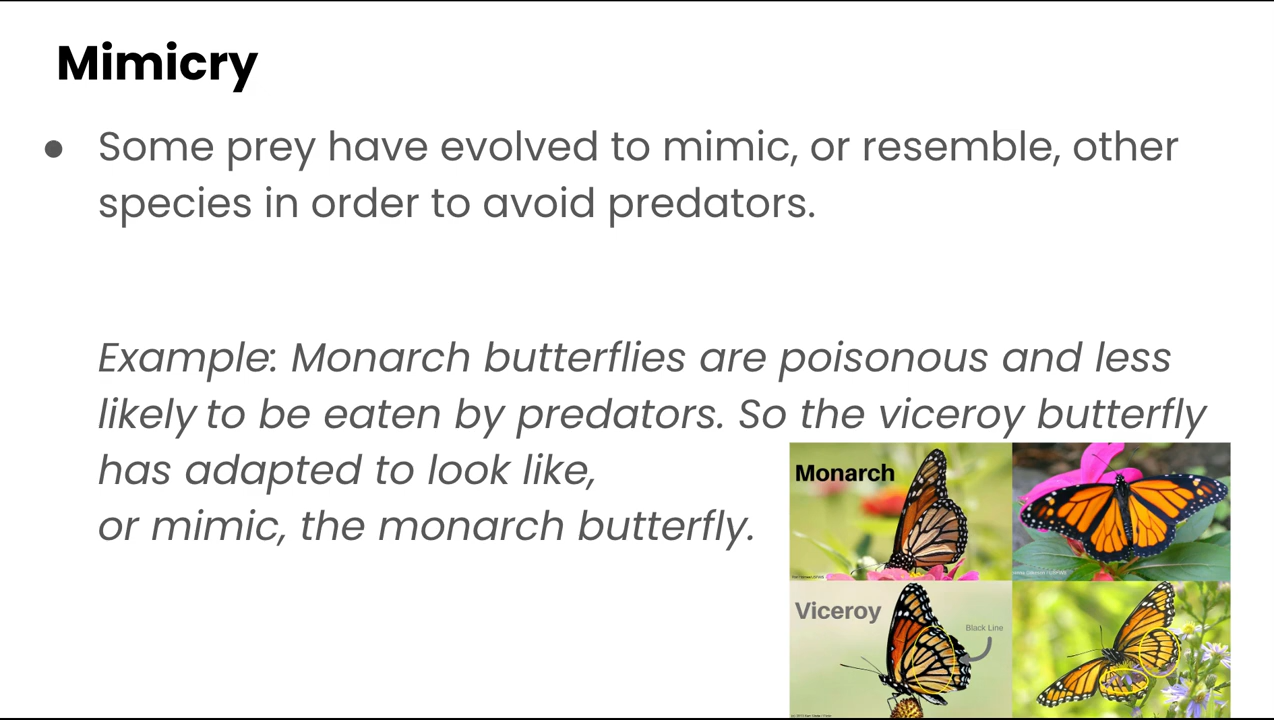 Mimicry
● Some prey have evolved to mimic, or resemble, other
species in order to avoid predators.
Example: Monarch butterflies are poisonous and less
likely to be eaten by predators. So the viceroy butterfly
has adapted to look like,
or mimic, the monarch butterfly.
Monarch
Viceroy
Black Line